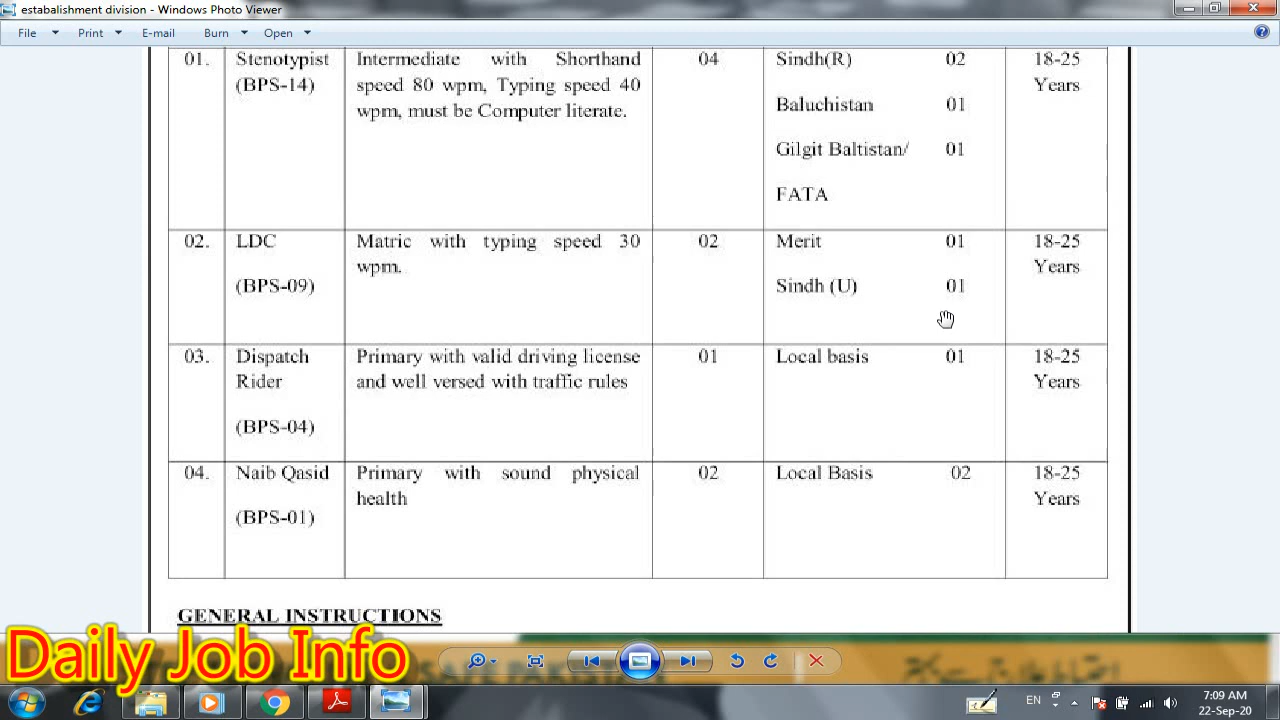 estabalishment division - Windows Photo Viewer
File Print E-mail Burn Open
01. Stenotypist Intermediate with Shorthand 04 Sindh(R) 02 18-25
(BPS-14) speed 80 wpm, Typing speed 40 Years
wpm, must be Computer literate. Baluchistan 01
Gilgit Baltistan/ 01
FATA
02. LDC Matric with typing speed 30 02 Merit 01 18-25
wpm. Years
(BPS-09) Sindh (U) 01
03. Dispatch Primary with valid driving license 01 Local basis 01 18-25
Rider and well versed with traffic rules Years
(BPS-04)
04. Naib Qasid Primary with sound physical 02 Local Basis 02 18-25
health Years
(BPS-01)
GENERAL INSTRUCTIONS
Daily Job Info
EN 7:09 AM
22-Sep-20